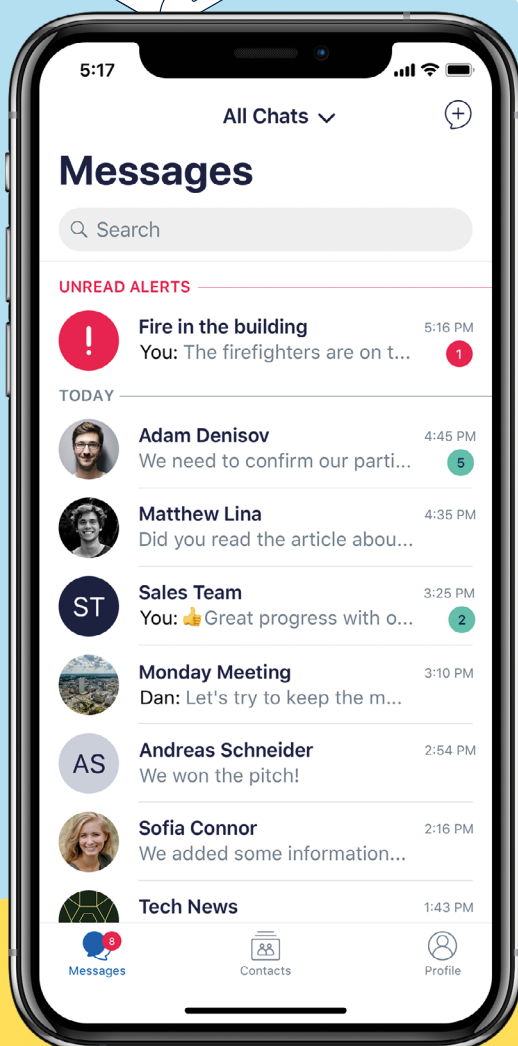 5:17
All Chats
Messages
Search
UNREAD ALERTS
Fire in the building
5:16 PM
You: The firefighters are on t...
1
TODAY
Adam Denisov
4:45 PM
We need to confirm our parti...
5
Matthew Lina
4:35 PM
Did you read the article abou...
ST
Sales Team
3:25 PM
You: 👍Great progress with o...
2
Monday Meeting
3:10 PM
Dan: Let's try to keep the m...
AS
Andreas Schneider
2:54 PM
We won the pitch!
Sofia Connor
2:16 PM
We added some information...
Tech News
1:43 PM
8
Messages
Contacts
Profile